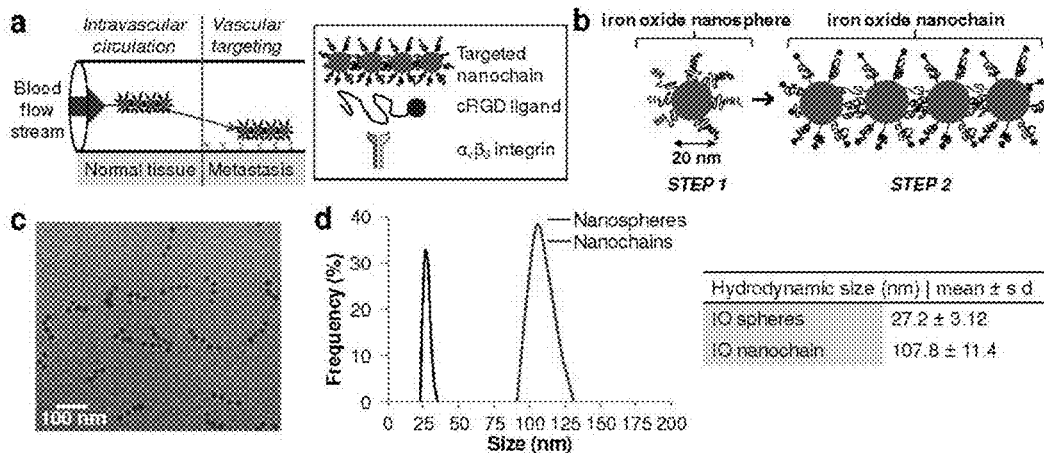 a
Intravascular circulation
Vascular targeting
Blood flow stream
Normal tissue
Metastasis
Targeted nanochain
cRGD ligand
αᵥβ₃ integrin
b
iron oxide nanosphere
iron oxide nanochain
20 nm
STEP 1
STEP 2
c
100 nm
d
Nanospheres
Nanochains
Frequency (%)
40
30
20
10
0
0 25 50 75 100 125 150 175 200
Size (nm)
Hydrodynamic size (nm) | mean ± s d
IO spheres 27.2 ± 3.12
IO nanochain 107.8 ± 11.4